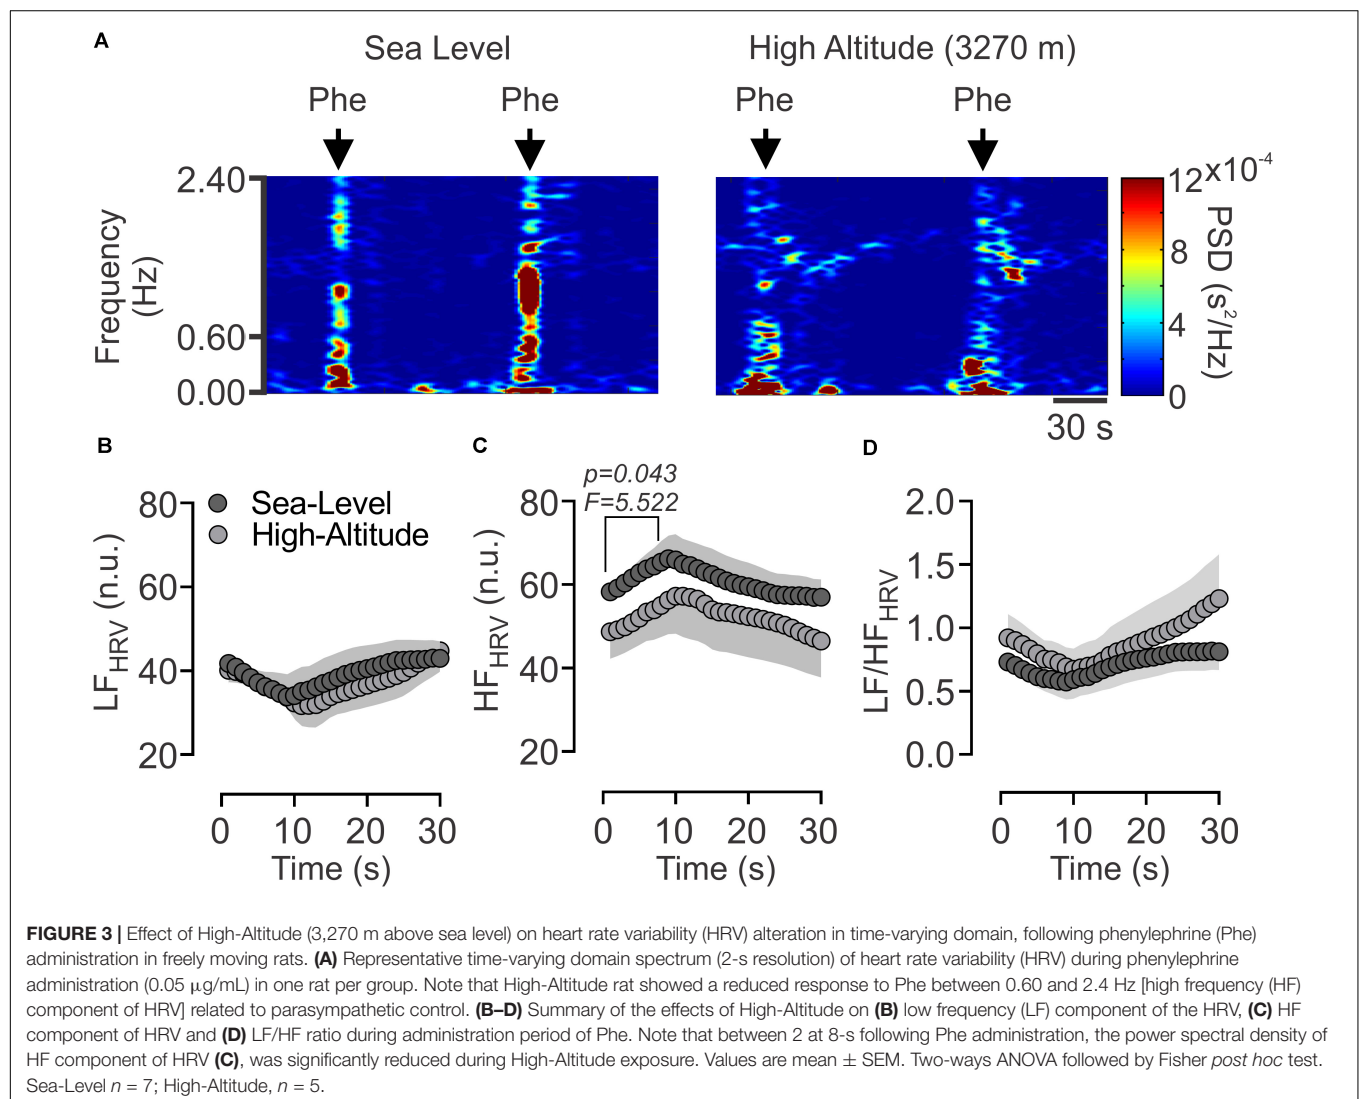 A
Sea Level
High Altitude (3270 m)
Phe
Phe
Phe
Phe
2.40
0.60
0.00
Frequency
(Hz)
12x10-4
8
4
0
PSD (s2/Hz)
30 s
B
80
60
40
20
LFHRV (n.u.)
Sea-Level
High-Altitude
0 10 20 30
Time (s)
C
p=0.043
F=5.522
80
60
40
20
HFHRV (n.u.)
0 10 20 30
Time (s)
D
2.0
1.5
1.0
0.5
0.0
LF/HFHRV
0 10 20 30
Time (s)
FIGURE 3 | Effect of High-Altitude (3,270 m above sea level) on heart rate variability (HRV) alteration in time-varying domain, following phenylephrine (Phe)
administration in freely moving rats. (A) Representative time-varying domain spectrum (2-s resolution) of heart rate variability (HRV) during phenylephrine
administration (0.05 μg/mL) in one rat per group. Note that High-Altitude rat showed a reduced response to Phe between 0.60 and 2.4 Hz [high frequency (HF)
component of HRV] related to parasympathetic control. (B–D) Summary of the effects of High-Altitude on (B) low frequency (LF) component of the HRV, (C) HF
component of HRV and (D) LF/HF ratio during administration period of Phe. Note that between 2 at 8-s following Phe administration, the power spectral density of
HF component of HRV (C), was significantly reduced during High-Altitude exposure. Values are mean ± SEM. Two-ways ANOVA followed by Fisher post hoc test.
Sea-Level n = 7; High-Altitude, n = 5.